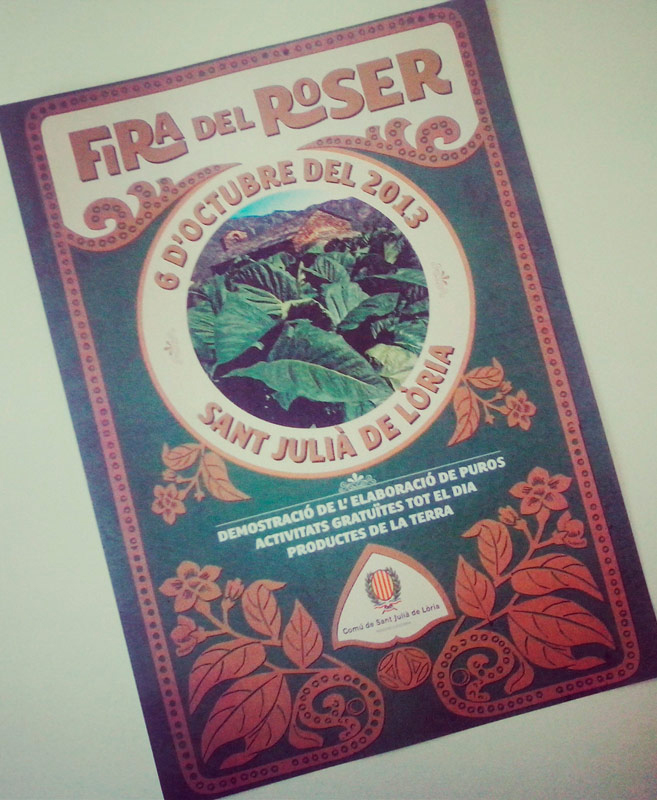 FIRA DEL ROSER
6 D'OCTUBRE DEL 2013
SANT JULIÀ DE LÒRIA
DEMOSTRACIÓ DE L' ELABORACIÓ DE PUROS
ACTIVITATS GRATUÏTES TOT EL DIA
PRODUCTES DE LA TERRA
Comú de Sant Julià de Lòria